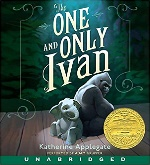 The
ONE
AND ONLY
Ivan
Katherine Applegate
UNABRIDGED